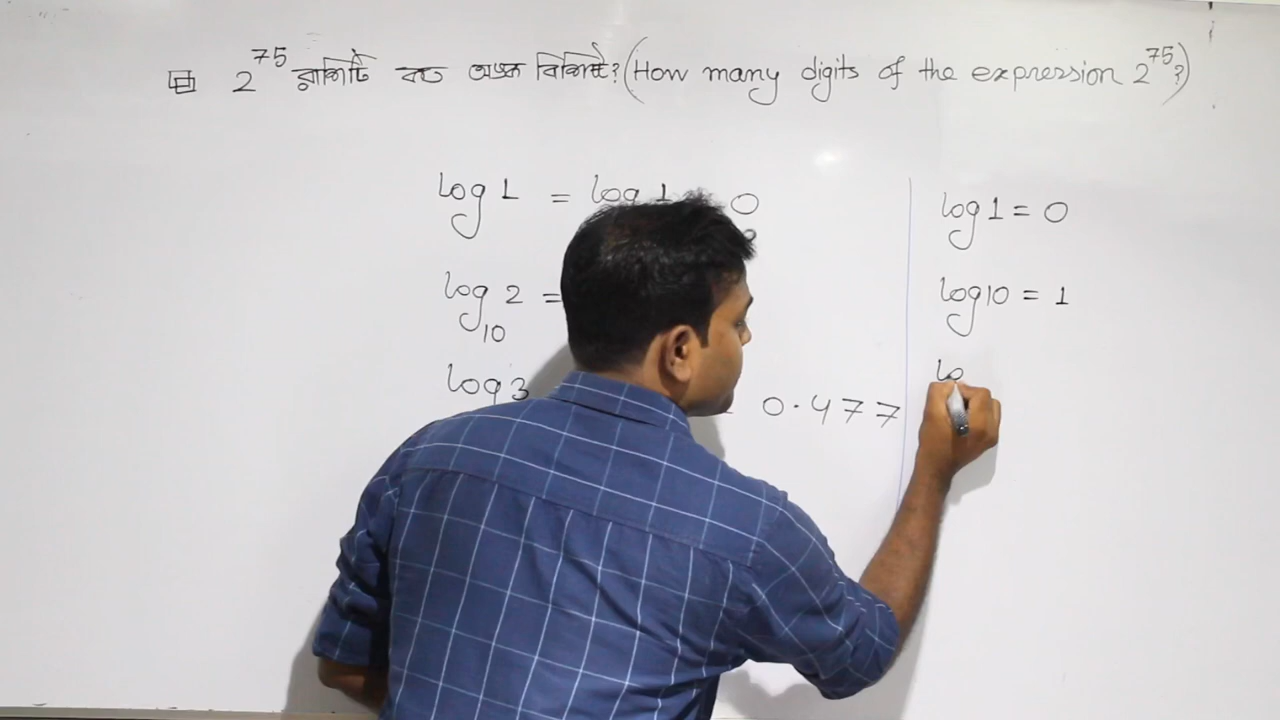 2^75 রাশিটি কত অঙ্ক বিশিষ্ট? (How many digits of the expression 2^75?)
log 1 = log 1 0
log₁₀ 2 =
log 3 0.477
log 1 = 0
log 10 = 1
lo